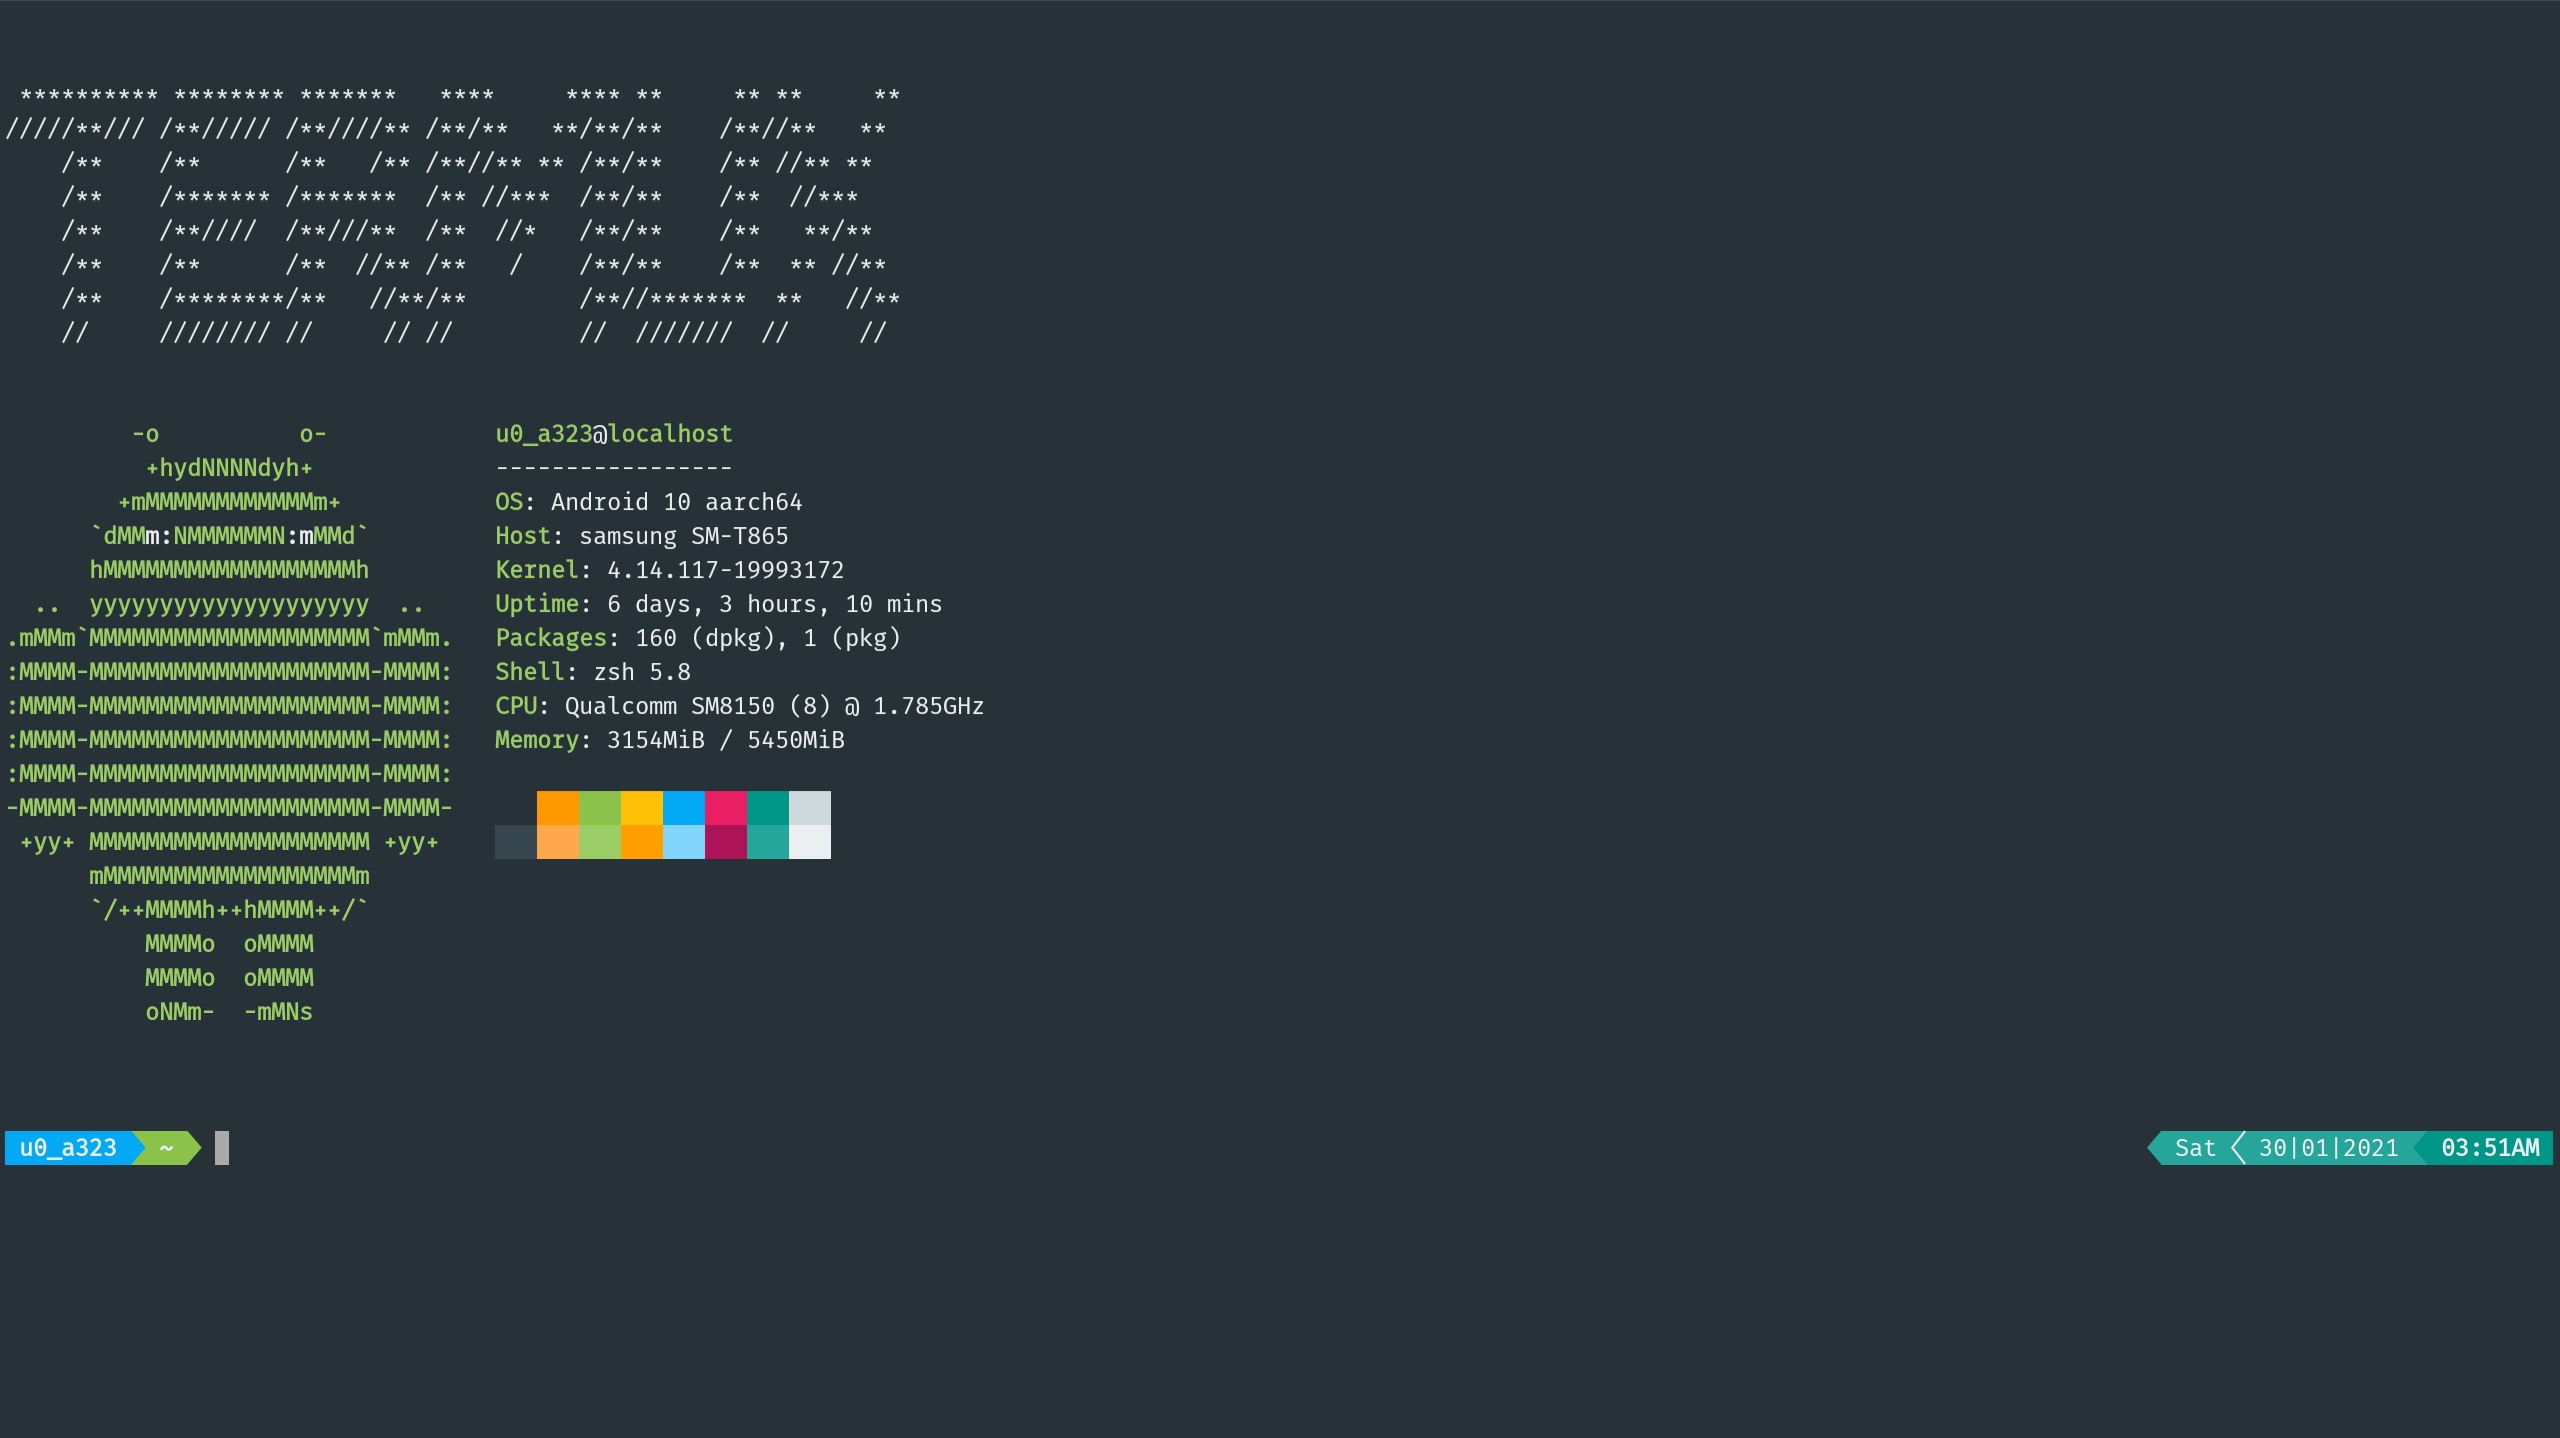 ********** ******** *******   ****     **** **     ** **     **
/////**/// /**///// /**////** /**/**   **/**/**    /**//**   **
    /**    /**      /**   /** /**//** ** /**/**    /** //** **
    /**    /******* /*******  /** //***  /**/**    /**  //***
    /**    /**////  /**///**  /**  //*   /**/**    /**   **/**
    /**    /**      /**  //** /**   /    /**/**    /**  ** //**
    /**    /********/**   //**/**        /**//*******  **   //**
    //     //////// //     // //         //  ///////  //     //
         -o          o-            u0_a323@localhost
          +hydNNNNdyh+             -----------------
        +mMMMMMMMMMMMMm+           OS: Android 10 aarch64
      `dMMm:NMMMMMMN:mMMd`         Host: samsung SM-T865
      hMMMMMMMMMMMMMMMMMMh         Kernel: 4.14.117-19993172
  ..  yyyyyyyyyyyyyyyyyyyy  ..     Uptime: 6 days, 3 hours, 10 mins
.mMMm`MMMMMMMMMMMMMMMMMMMM`mMMm.   Packages: 160 (dpkg), 1 (pkg)
:MMMM-MMMMMMMMMMMMMMMMMMMM-MMMM:   Shell: zsh 5.8
:MMMM-MMMMMMMMMMMMMMMMMMMM-MMMM:   CPU: Qualcomm SM8150 (8) @ 1.785GHz
:MMMM-MMMMMMMMMMMMMMMMMMMM-MMMM:   Memory: 3154MiB / 5450MiB
:MMMM-MMMMMMMMMMMMMMMMMMMM-MMMM:
-MMMM-MMMMMMMMMMMMMMMMMMMM-MMMM-
 +yy+ MMMMMMMMMMMMMMMMMMMM +yy+
      mMMMMMMMMMMMMMMMMMMm
      `/++MMMMh++hMMMM++/`
          MMMMo  oMMMM
          MMMMo  oMMMM
          oNMm-  -mMNs
u0_a323 ~ Sat 30|01|2021 03:51AM